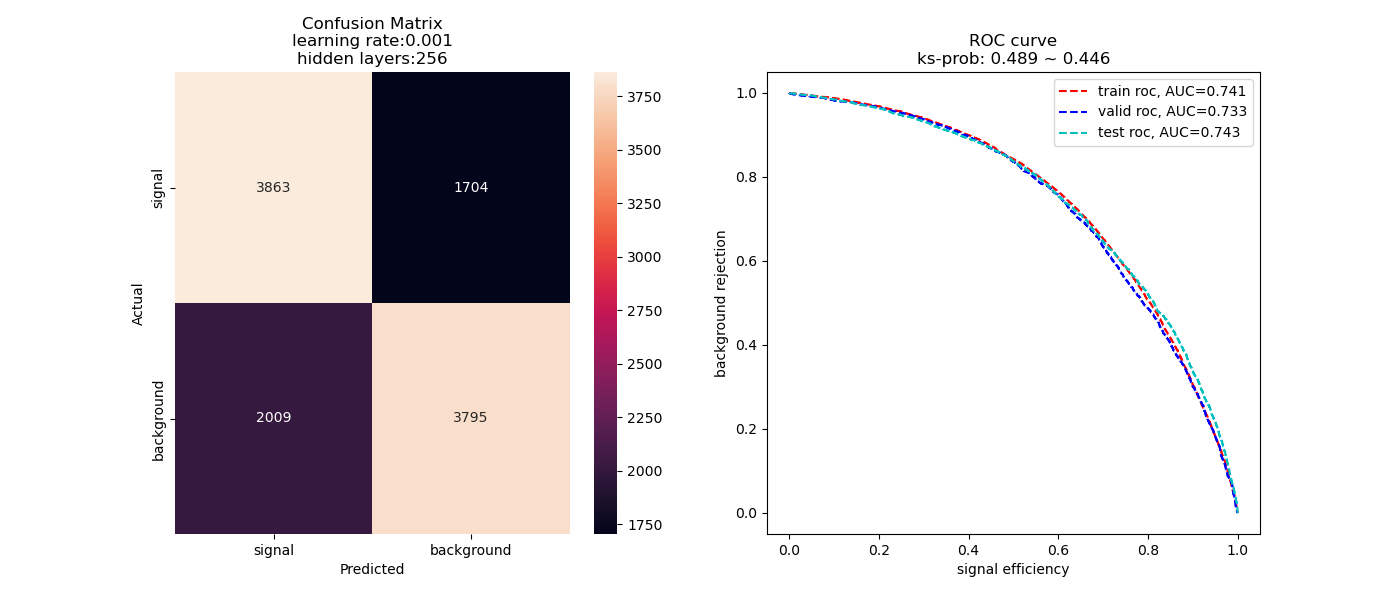 Confusion Matrix
learning rate:0.001
hidden layers:256
signal
background
Actual
3863
1704
2009
3795
signal
background
Predicted
3750
3500
3250
3000
2750
2500
2250
2000
1750
ROC curve
ks-prob: 0.489 ~ 0.446
train roc, AUC=0.741
valid roc, AUC=0.733
test roc, AUC=0.743
background rejection
1.0
0.8
0.6
0.4
0.2
0.0
0.0
0.2
0.4
0.6
0.8
1.0
signal efficiency